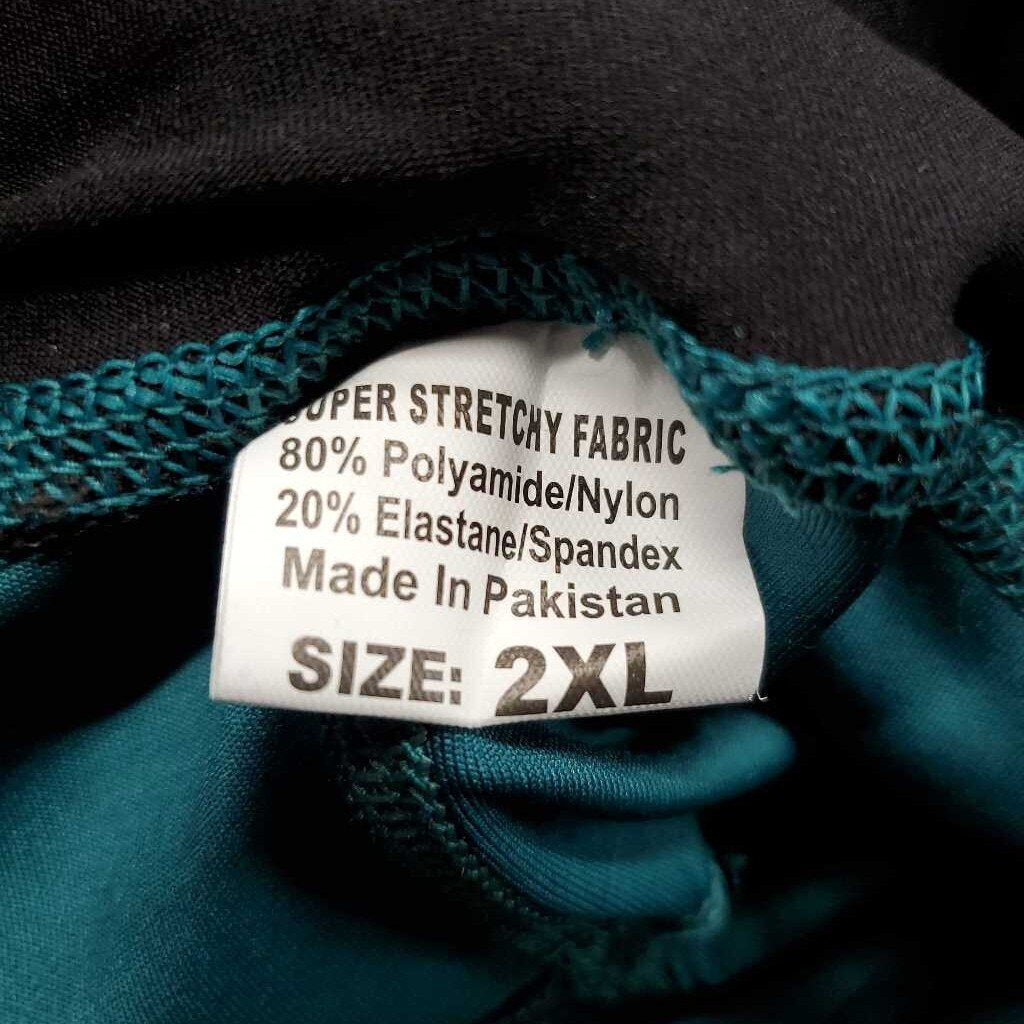 SUPER STRETCHY FABRIC
80% Polyamide/Nylon
20% Elastane/Spandex
Made In Pakistan
SIZE: 2XL